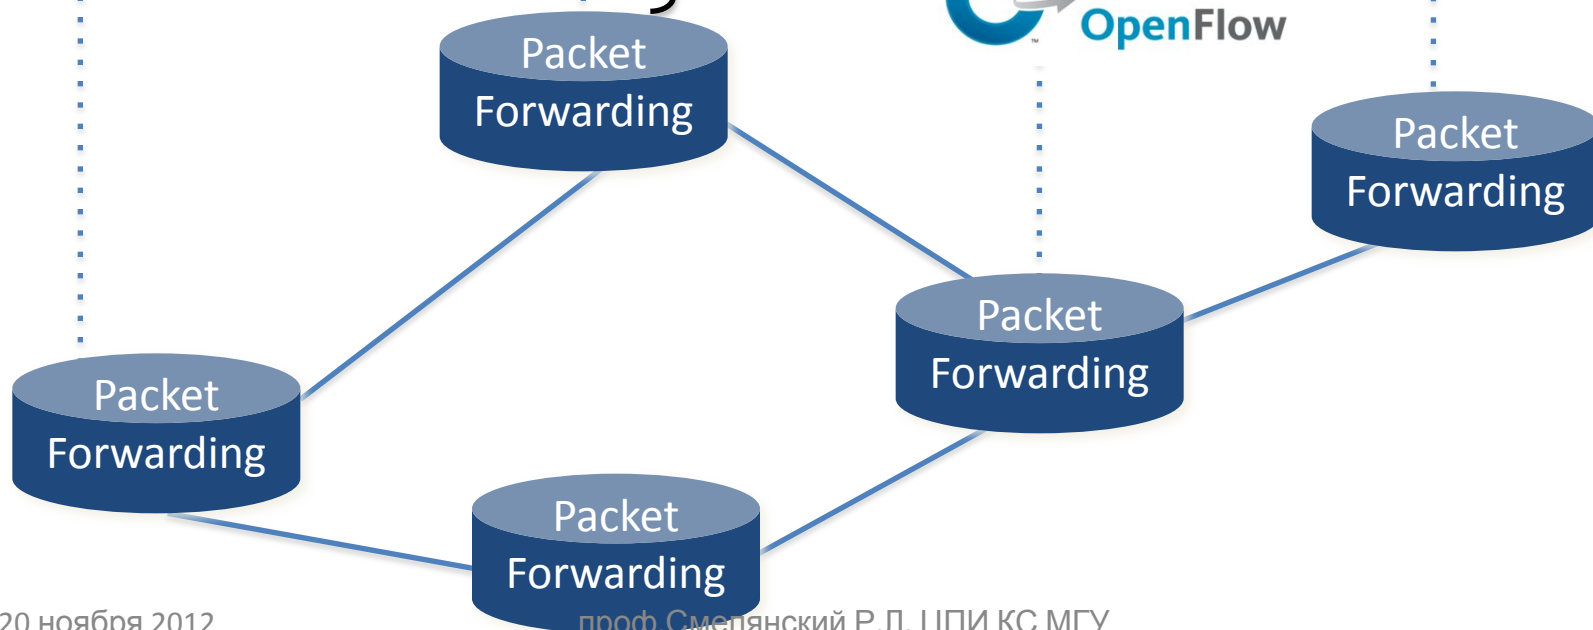 OpenFlow
Packet
Forwarding
Packet
Forwarding
Packet
Forwarding
Packet
Forwarding
Packet
Forwarding
20 ноября 2012
проф.Смелянский Р.Л. ЦПИ КС МГУ